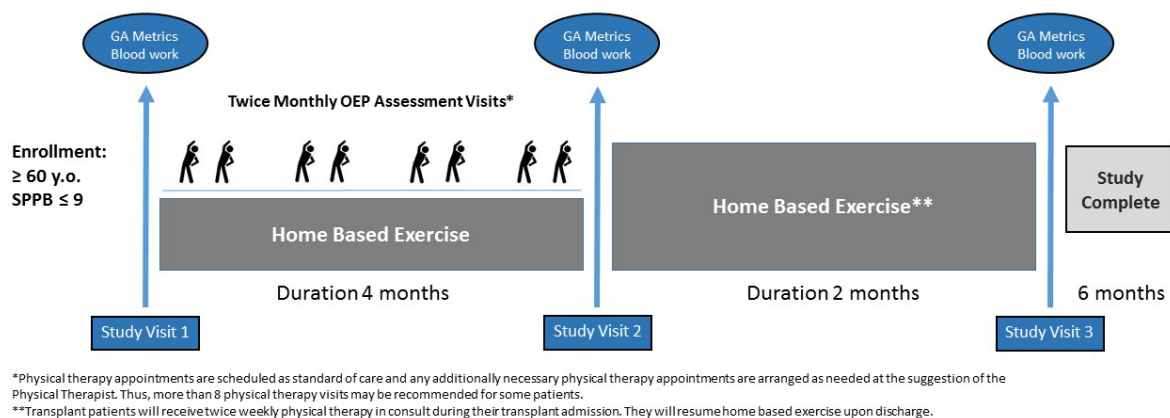 GA Metrics
Blood work
GA Metrics
Blood work
GA Metrics
Blood work
Twice Monthly OEP Assessment Visits*
Enrollment:
≥ 60 y.o.
SPPB ≤ 9
Home Based Exercise
Home Based Exercise**
Study
Complete
Duration 4 months
Duration 2 months
6 months
Study Visit 1
Study Visit 2
Study Visit 3
*Physical therapy appointments are scheduled as standard of care and any additionally necessary physical therapy appointments are arranged as needed at the suggestion of the
Physical Therapist. Thus, more than 8 physical therapy visits may be recommended for some patients.
**Transplant patients will receive twice weekly physical therapy in consult during their transplant admission. They will resume home based exercise upon discharge.